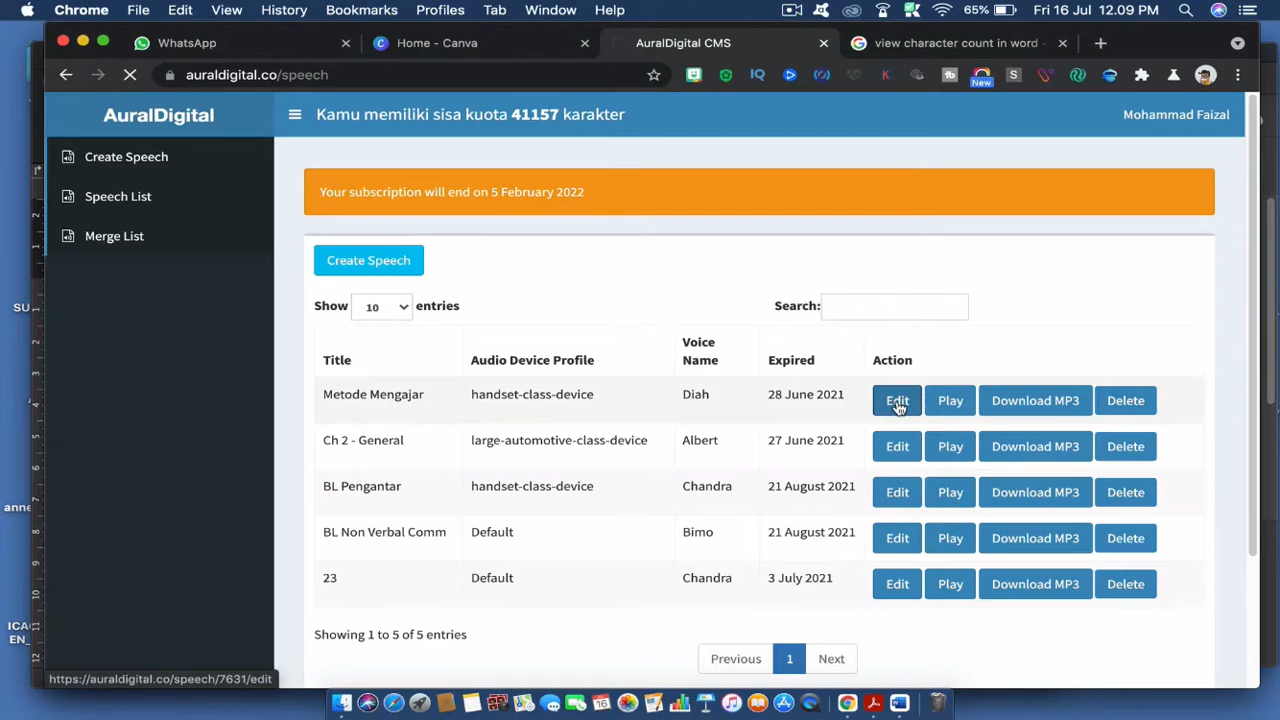 Chrome File Edit View History Bookmarks Profiles Tab Window Help 65% Fri 16 Jul 12.09 PM
WhatsApp Home - Canva AuralDigital CMS view character count in word -
auraldigital.co/speech New
AuralDigital Kamu memiliki sisa kuota 41157 karakter Mohammad Faizal
Create Speech
Speech List
Merge List
Your subscription will end on 5 February 2022
Create Speech
Show 10 entries Search:
Title Audio Device Profile Voice Name Expired Action
Metode Mengajar handset-class-device Diah 28 June 2021 Edit Play Download MP3 Delete
Ch 2 - General large-automotive-class-device Albert 27 June 2021 Edit Play Download MP3 Delete
BL Pengantar handset-class-device Chandra 21 August 2021 Edit Play Download MP3 Delete
BL Non Verbal Comm Default Bimo 21 August 2021 Edit Play Download MP3 Delete
23 Default Chandra 3 July 2021 Edit Play Download MP3 Delete
Showing 1 to 5 of 5 entries
Previous 1 Next
https://auraldigital.co/speech/7631/edit